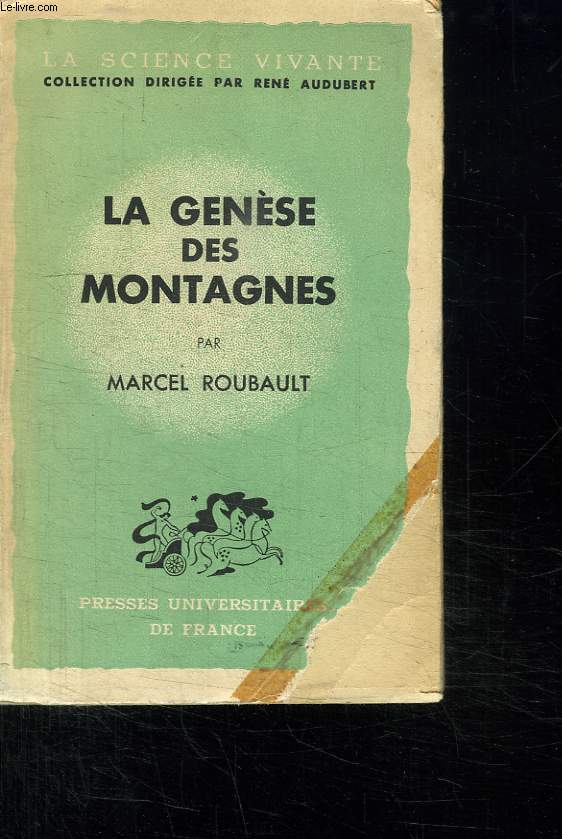 Le-livre.com
LA SCIENCE VIVANTE
COLLECTION DIRIGÉE PAR RENÉ AUDUBERT
LA GENÈSE
DES
MONTAGNES
PAR
MARCEL ROUBAULT
PRESSES UNIVERSITAIRES
DE FRANCE